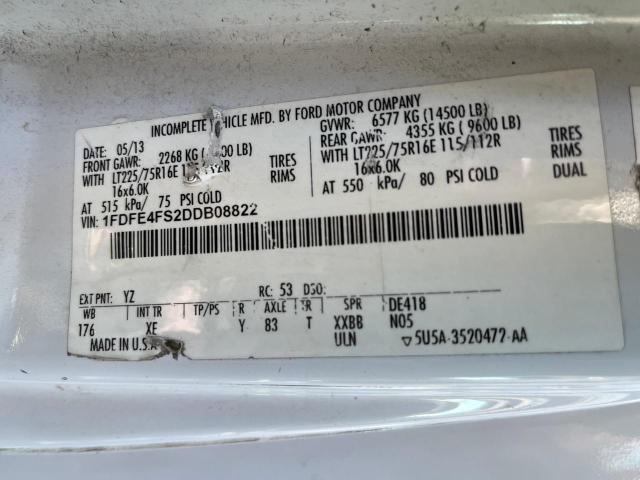 INCOMPLETE VEHICLE MFD. BY FORD MOTOR COMPANY
DATE: 05/13 GVWR: 6577 KG (14500 LB)
FRONT GAWR: 2268 KG ( 00 LB) REAR GAWR: 4355 KG ( 9600 LB)
WITH LT225/75R16E 112R WITH LT225/75R16E 115/112R TIRES
16x6.0K 16x6.0K RIMS
AT 515 kPa/ 75 PSI COLD AT 550 kPa/ 80 PSI COLD DUAL
VIN: 1FDFE4FS2DDB08822
EXT PNT: YZ RC: 53 DSO:
WB INT TR TP/PS R AXLE R SPR DE418
176 XE Y 83 T XXBB N05
MADE IN U.S.A ULN ▽5U5A-3520472-AA